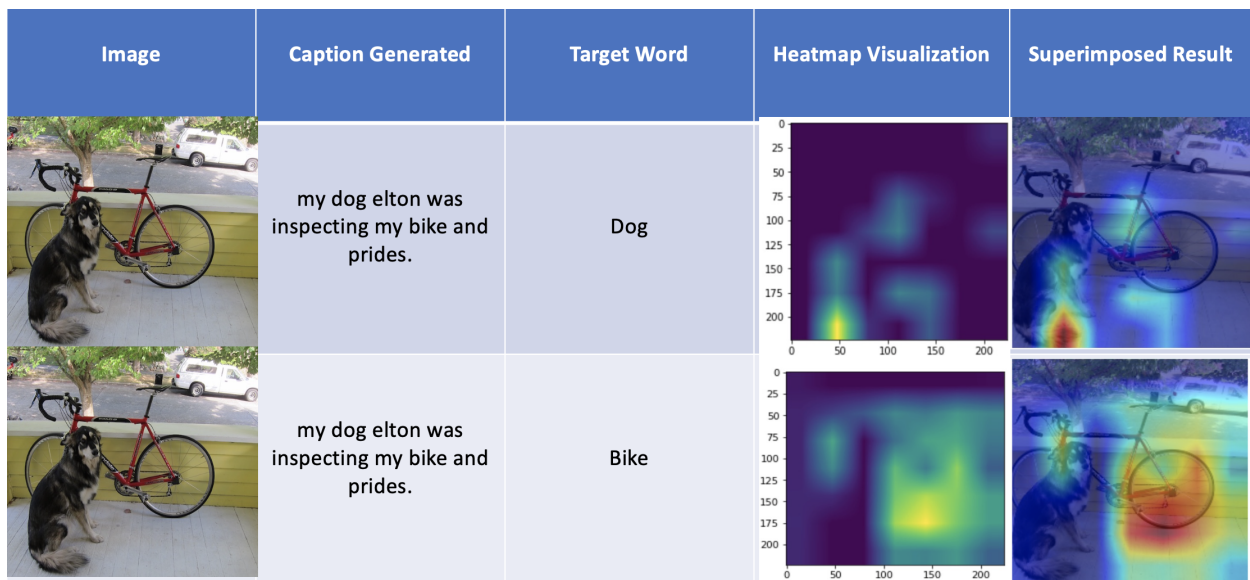 Image
Caption Generated
Target Word
Heatmap Visualization
Superimposed Result
my dog elton was
inspecting my bike and
prides.
Dog
0
25
50
75
100
125
150
175
200
0
50
100
150
200
my dog elton was
inspecting my bike and
prides.
Bike
0
25
50
75
100
125
150
175
200
0
50
100
150
200